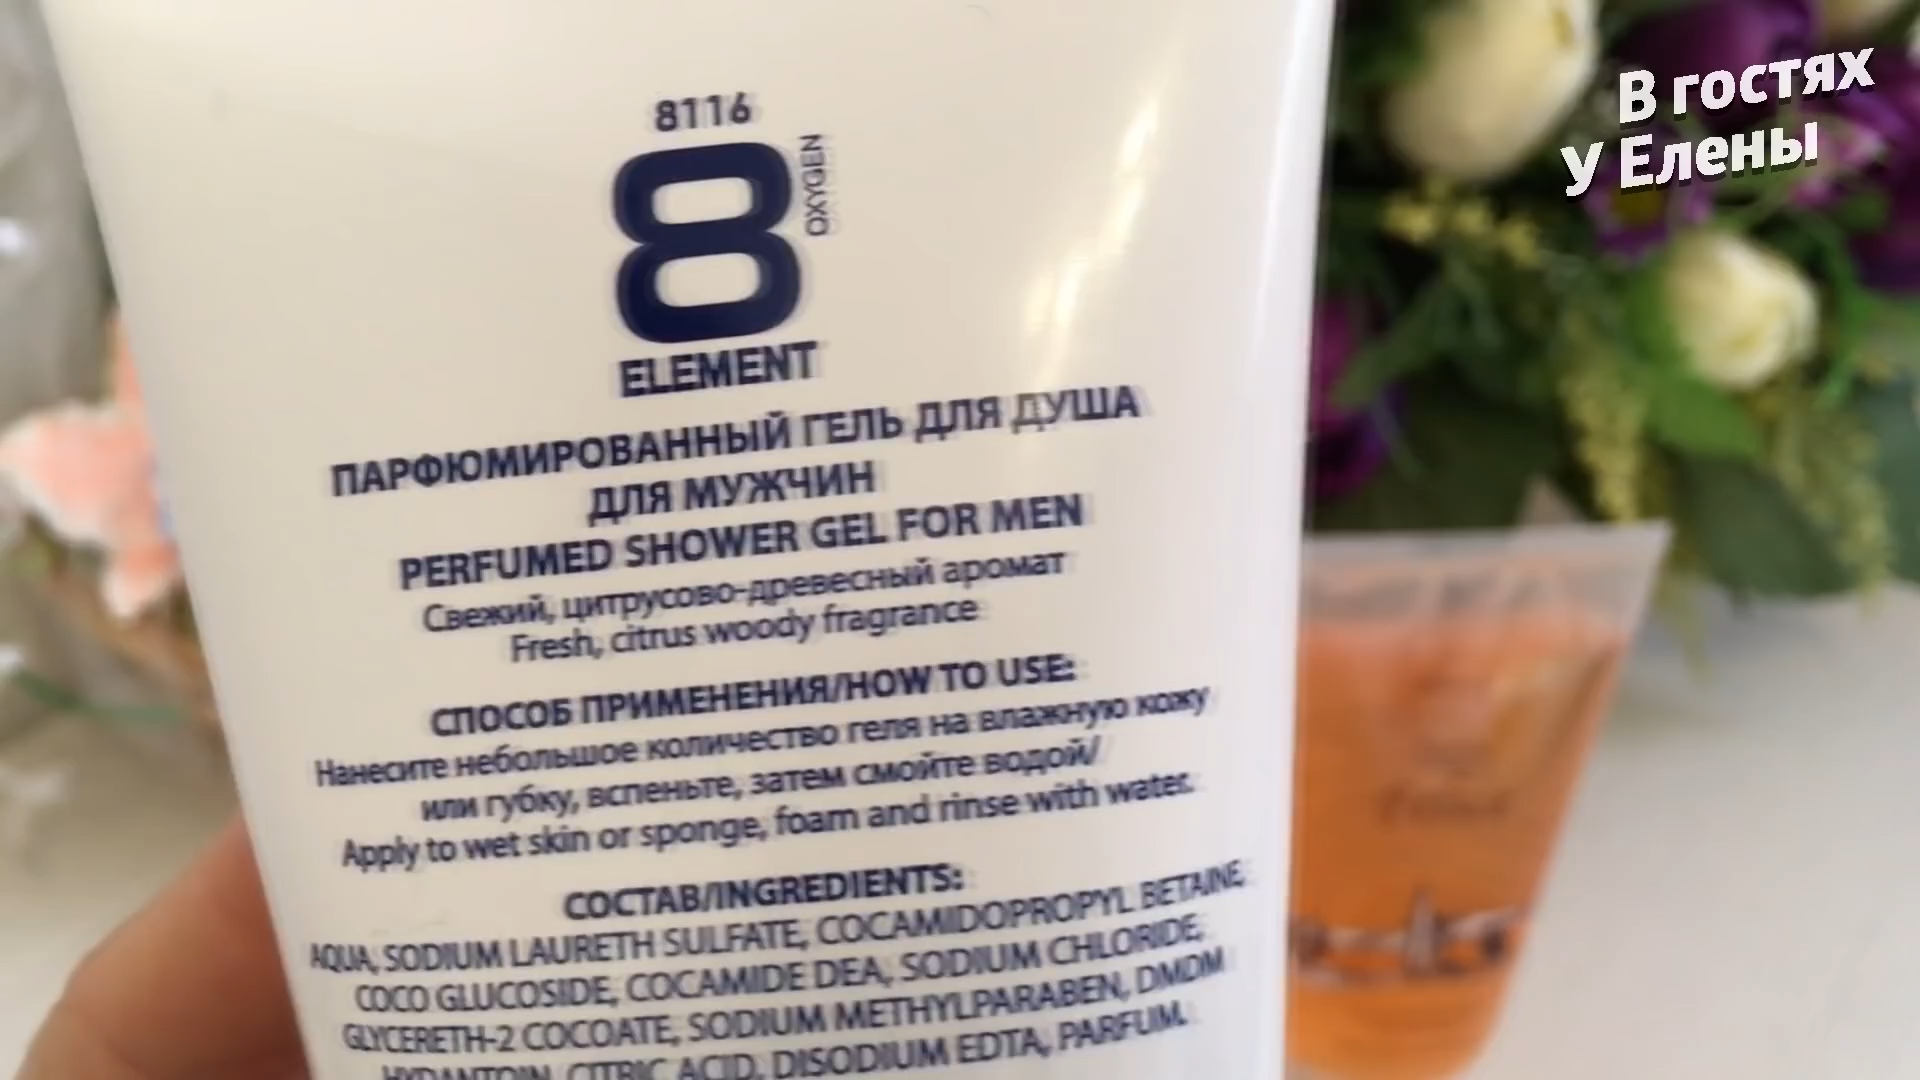 В гостях
у Елены
8116
8
OXYGEN
ELEMENT
ПАРФЮМИРОВАННЫЙ ГЕЛЬ ДЛЯ ДУША
ДЛЯ МУЖЧИН
PERFUMED SHOWER GEL FOR MEN
Свежий, цитрусово-древесный аромат
Fresh, citrus woody fragrance
СПОСОБ ПРИМЕНЕНИЯ/HOW TO USE:
Нанесите небольшое количество геля на влажную кожу
или губку, вспеньте, затем смойте водой/
Apply to wet skin or sponge, foam and rinse with water.
СОСТАВ/INGREDIENTS:
AQUA, SODIUM LAURETH SULFATE, COCAMIDOPROPYL BETAINE,
COCO GLUCOSIDE, COCAMIDE DEA, SODIUM CHLORIDE,
GLYCERETH-2 COCOATE, SODIUM METHYLPARABEN, DMDM
HYDANTOIN, CITRIC ACID, DISODIUM EDTA, PARFUM.